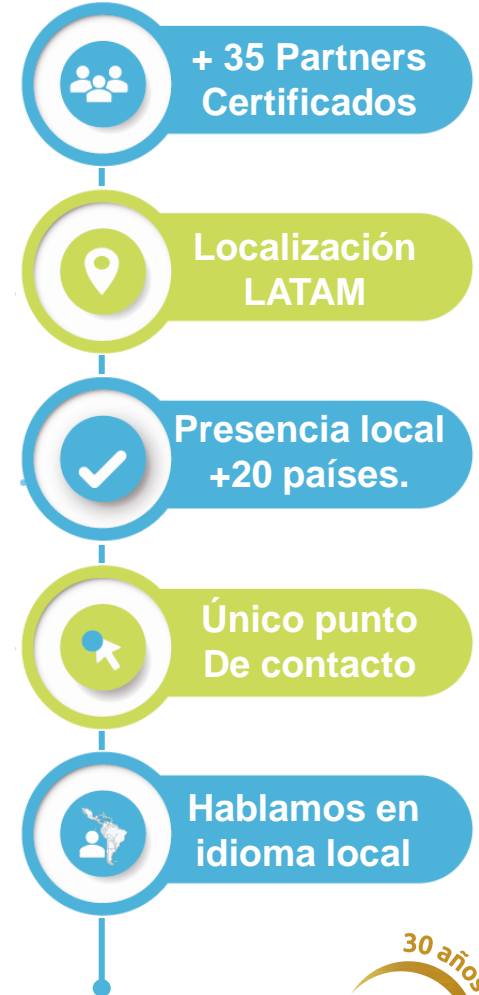 + 35 Partners
Certificados
Localización
LATAM
Presencia local
+20 países.
Único punto
De contacto
Hablamos en
idioma local
30 años